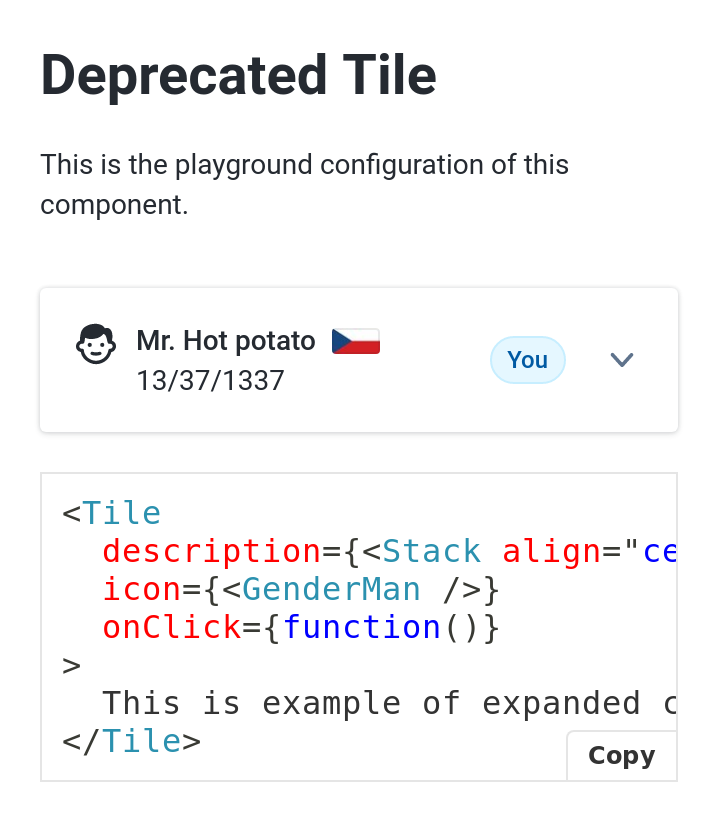 Deprecated Tile
This is the playground configuration of this
component.
Mr. Hot potato
13/37/1337
You
<Tile
  description={<Stack align="ce
  icon={<GenderMan />}
  onClick={function()}
>
  This is example of expanded c
</Tile>
Copy